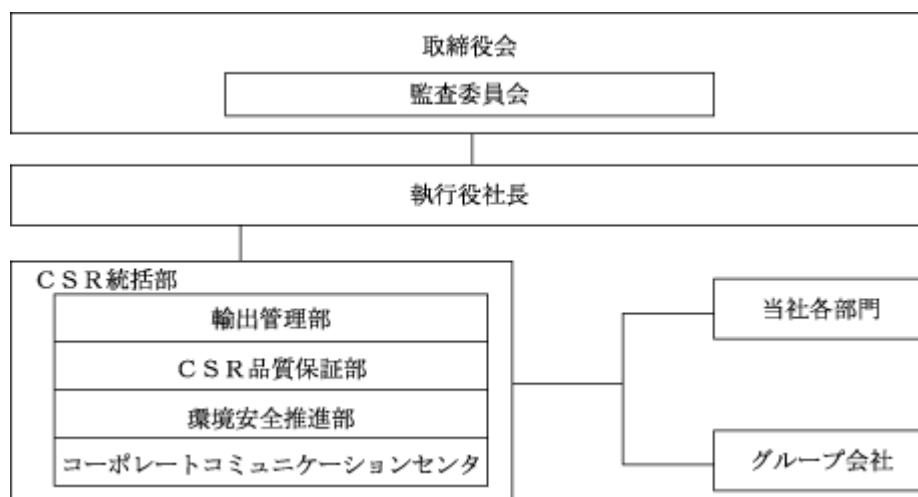 取締役会
監査委員会
執行役社長
ＣＳＲ統括部
輸出管理部
ＣＳＲ品質保証部
環境安全推進部
コーポレートコミュニケーションセンタ
当社各部門
グループ会社